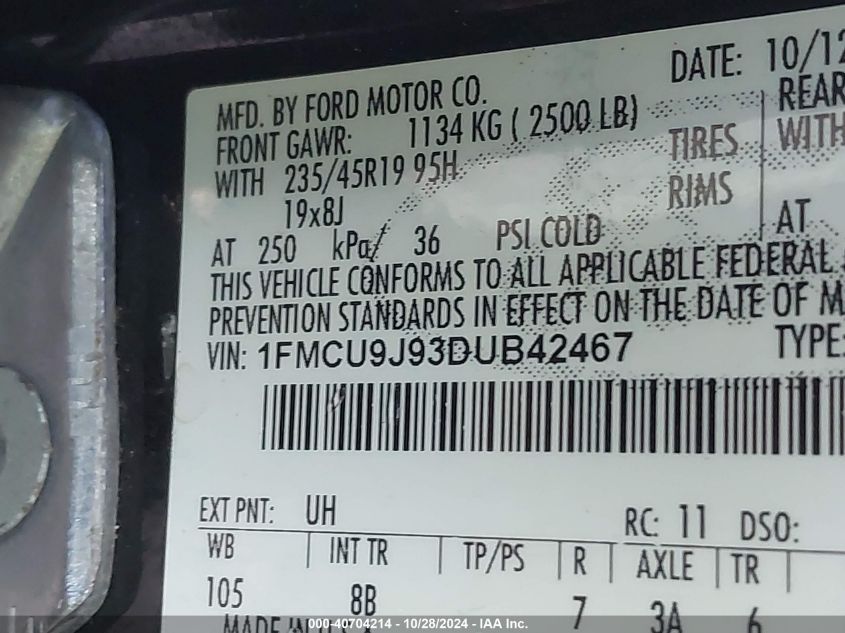 DATE: 10/12
MFD. BY FORD MOTOR CO.
FRONT GAWR: 1134 KG ( 2500 LB) REAR
WITH 235/45R19 95H TIRES WITH
19x8J RIMS
AT 250 kPa/ 36 PSI COLD AT
THIS VEHICLE CONFORMS TO ALL APPLICABLE FEDERAL
PREVENTION STANDARDS IN EFFECT ON THE DATE OF M
VIN: 1FMCU9J93DUB42467 TYPE:
EXT PNT: UH RC: 11 DSO:
WB INT TR TP/PS R AXLE TR
105 8B 7 3A 6
MADE IN
000-40704214 - 10/28/2024 - IAA Inc.